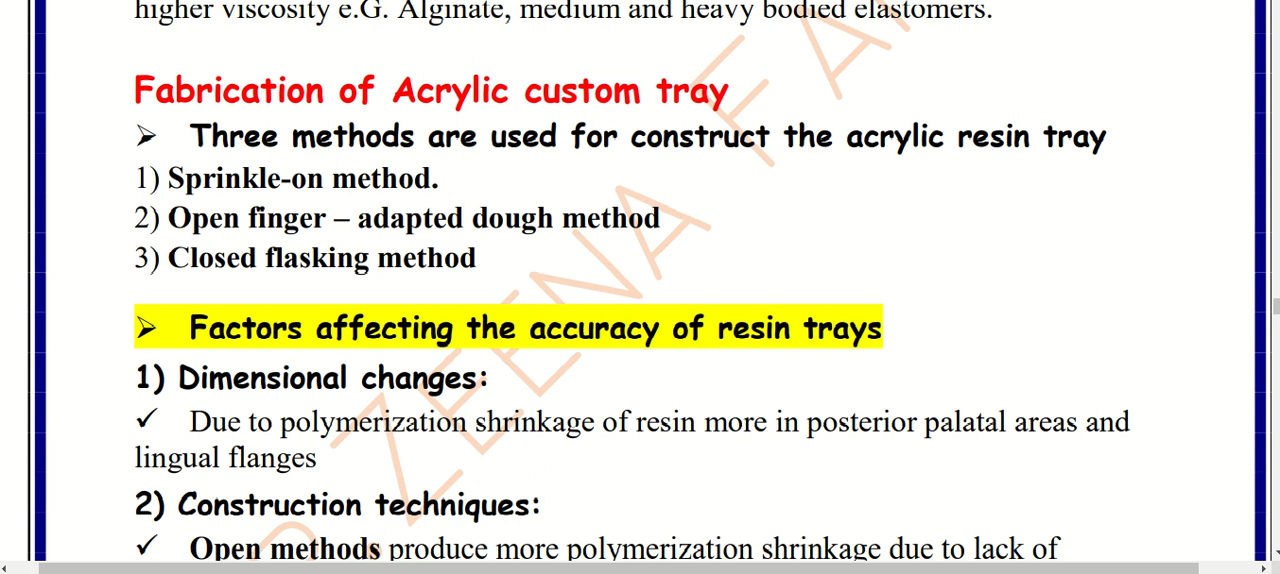 higher viscosity e.G. Alginate, medium and heavy bodied elastomers.
Fabrication of Acrylic custom tray
➢ Three methods are used for construct the acrylic resin tray
1) Sprinkle-on method.
2) Open finger – adapted dough method
3) Closed flasking method
➢ Factors affecting the accuracy of resin trays
1) Dimensional changes:
✓ Due to polymerization shrinkage of resin more in posterior palatal areas and
lingual flanges
2) Construction techniques:
✓ Open methods produce more polymerization shrinkage due to lack of
ZEENA